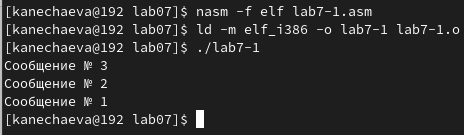 [kanechaeva@192 lab07]$ nasm -f elf lab7-1.asm
[kanechaeva@192 lab07]$ ld -m elf_i386 -o lab7-1 lab7-1.o
[kanechaeva@192 lab07]$ ./lab7-1
Сообщение № 3
Сообщение № 2
Сообщение № 1
[kanechaeva@192 lab07]$